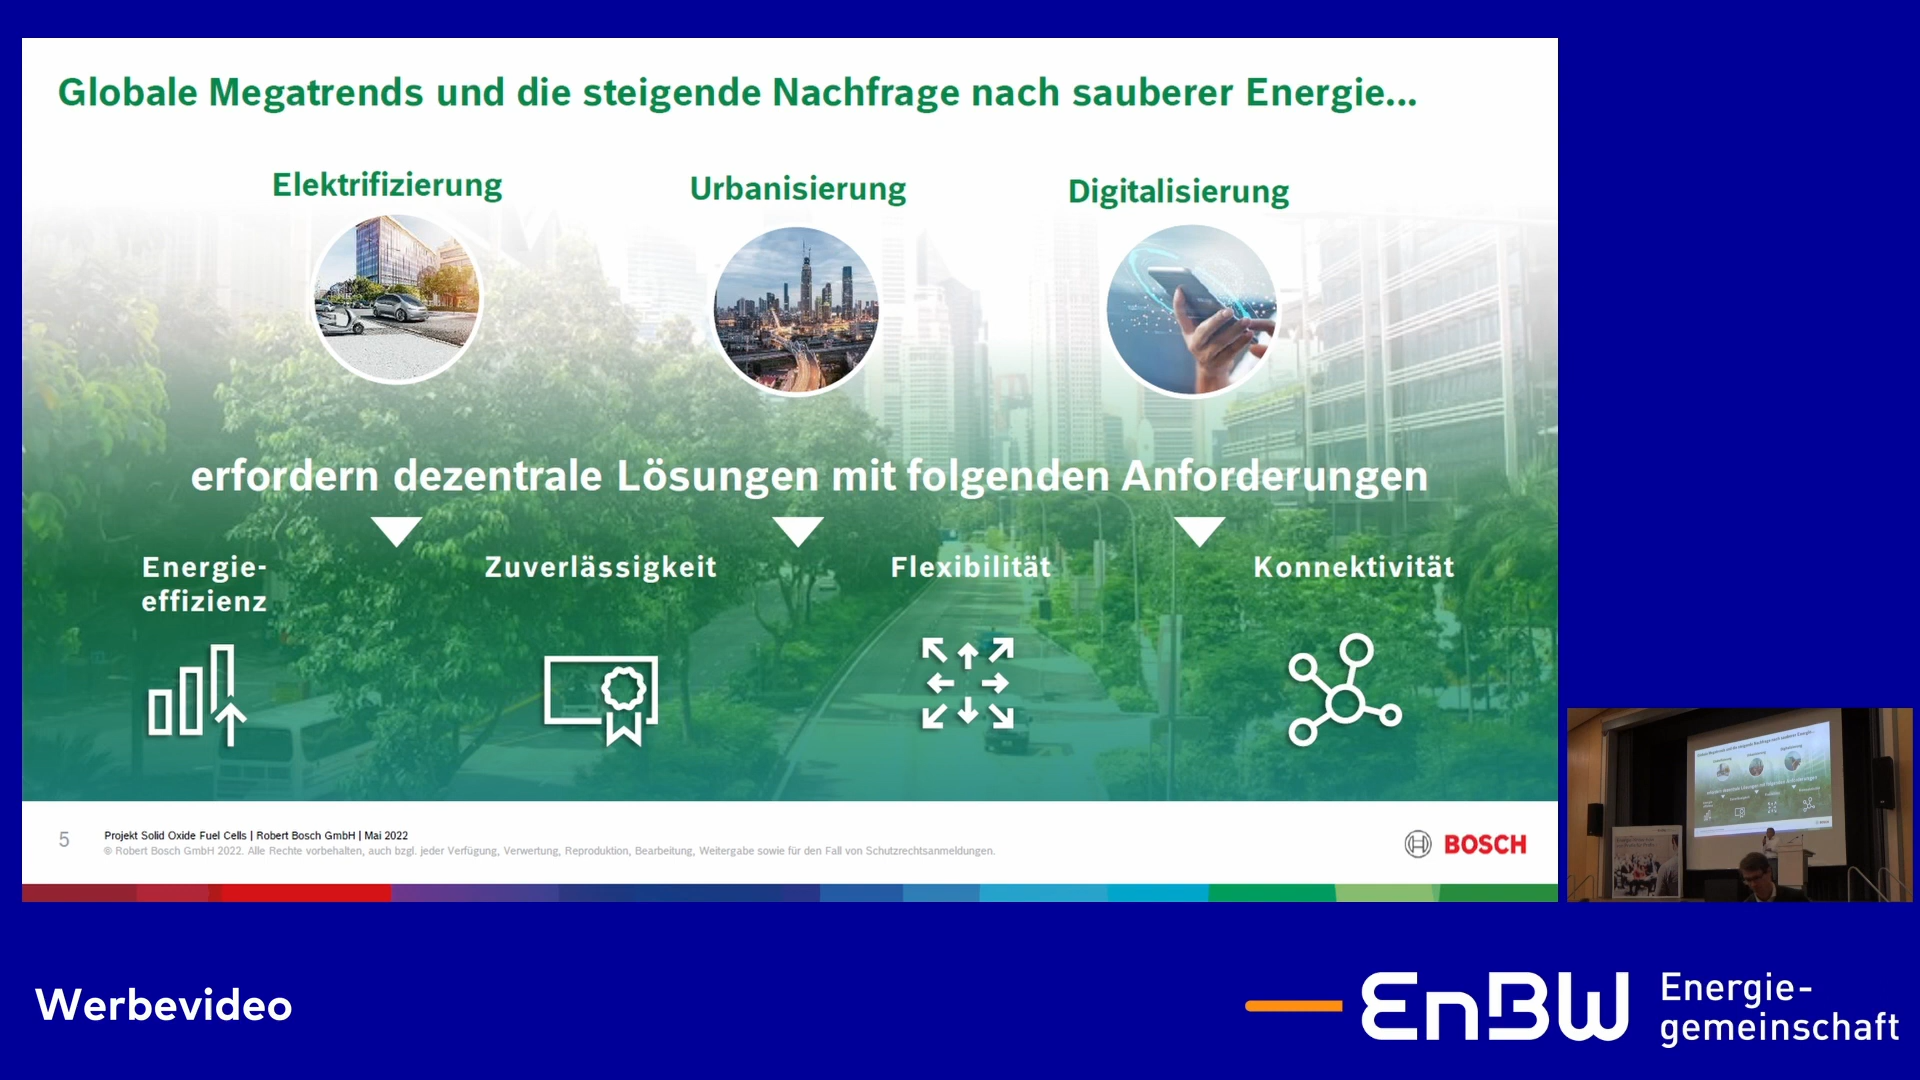 Globale Megatrends und die steigende Nachfrage nach sauberer Energie...
Elektrifizierung
Urbanisierung
Digitalisierung
erfordern dezentrale Lösungen mit folgenden Anforderungen
Energie-
effizienz
Zuverlässigkeit
Flexibilität
Konnektivität
5
Projekt Solid Oxide Fuel Cells | Robert Bosch GmbH | Mai 2022
© Robert Bosch GmbH 2022. Alle Rechte vorbehalten, auch bzgl. jeder Verfügung, Verwertung, Reproduktion, Bearbeitung, Weitergabe sowie für den Fall von Schutzrechtsanmeldungen.
BOSCH
Werbevideo
EnBW
Energie-
gemeinschaft